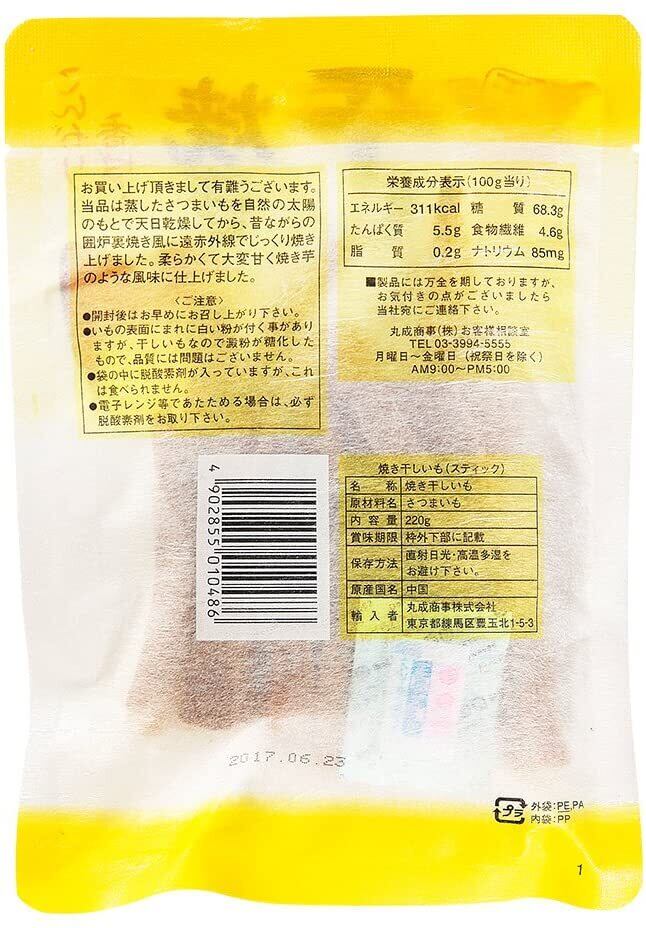 お買い上げ頂きまして有難うございます。
当品は蒸したさつまいもを自然の太陽
のもとで天日乾燥してから、昔ながらの
囲炉裏焼き風に遠赤外線でじっくり焼き
上げました。柔らかくて大変甘く焼き芋
のような風味に仕上げました。
〈ご注意〉
●開封後はお早めにお召し上がり下さい。
●いもの表面にまれに白い粉が付く事があり
ますが、干しいもなので澱粉が糖化した
もので、品質には問題はございません。
●袋の中に脱酸素剤が入っていますが、これ
は食べられません。
●電子レンジ等であたためる場合は、必ず
脱酸素剤をお取り下さい。
栄養成分表示(100g当り)
エネルギー 311kcal 糖質 68.3g
たんぱく質 5.5g 食物繊維 4.6g
脂質 0.2g ナトリウム 85mg
■製品には万全を期しておりますが、
お気付きの点がございましたら
当社宛にご連絡下さい。
丸成商事(株)お客様相談室
TEL 03-3994-5555
月曜日〜金曜日(祝祭日を除く)
AM9:00〜PM5:00
4902855010486
焼き干しいも(スティック)
名称 焼き干しいも
原材料名 さつまいも
内容量 220g
賞味期限 枠外下部に記載
保存方法 直射日光・高温多湿を
お避け下さい。
原産国名 中国
輸入者 丸成商事株式会社
東京都練馬区豊玉北1-5-3
2017.06.23
プラ
外袋:PE,PA
内袋:PP
1